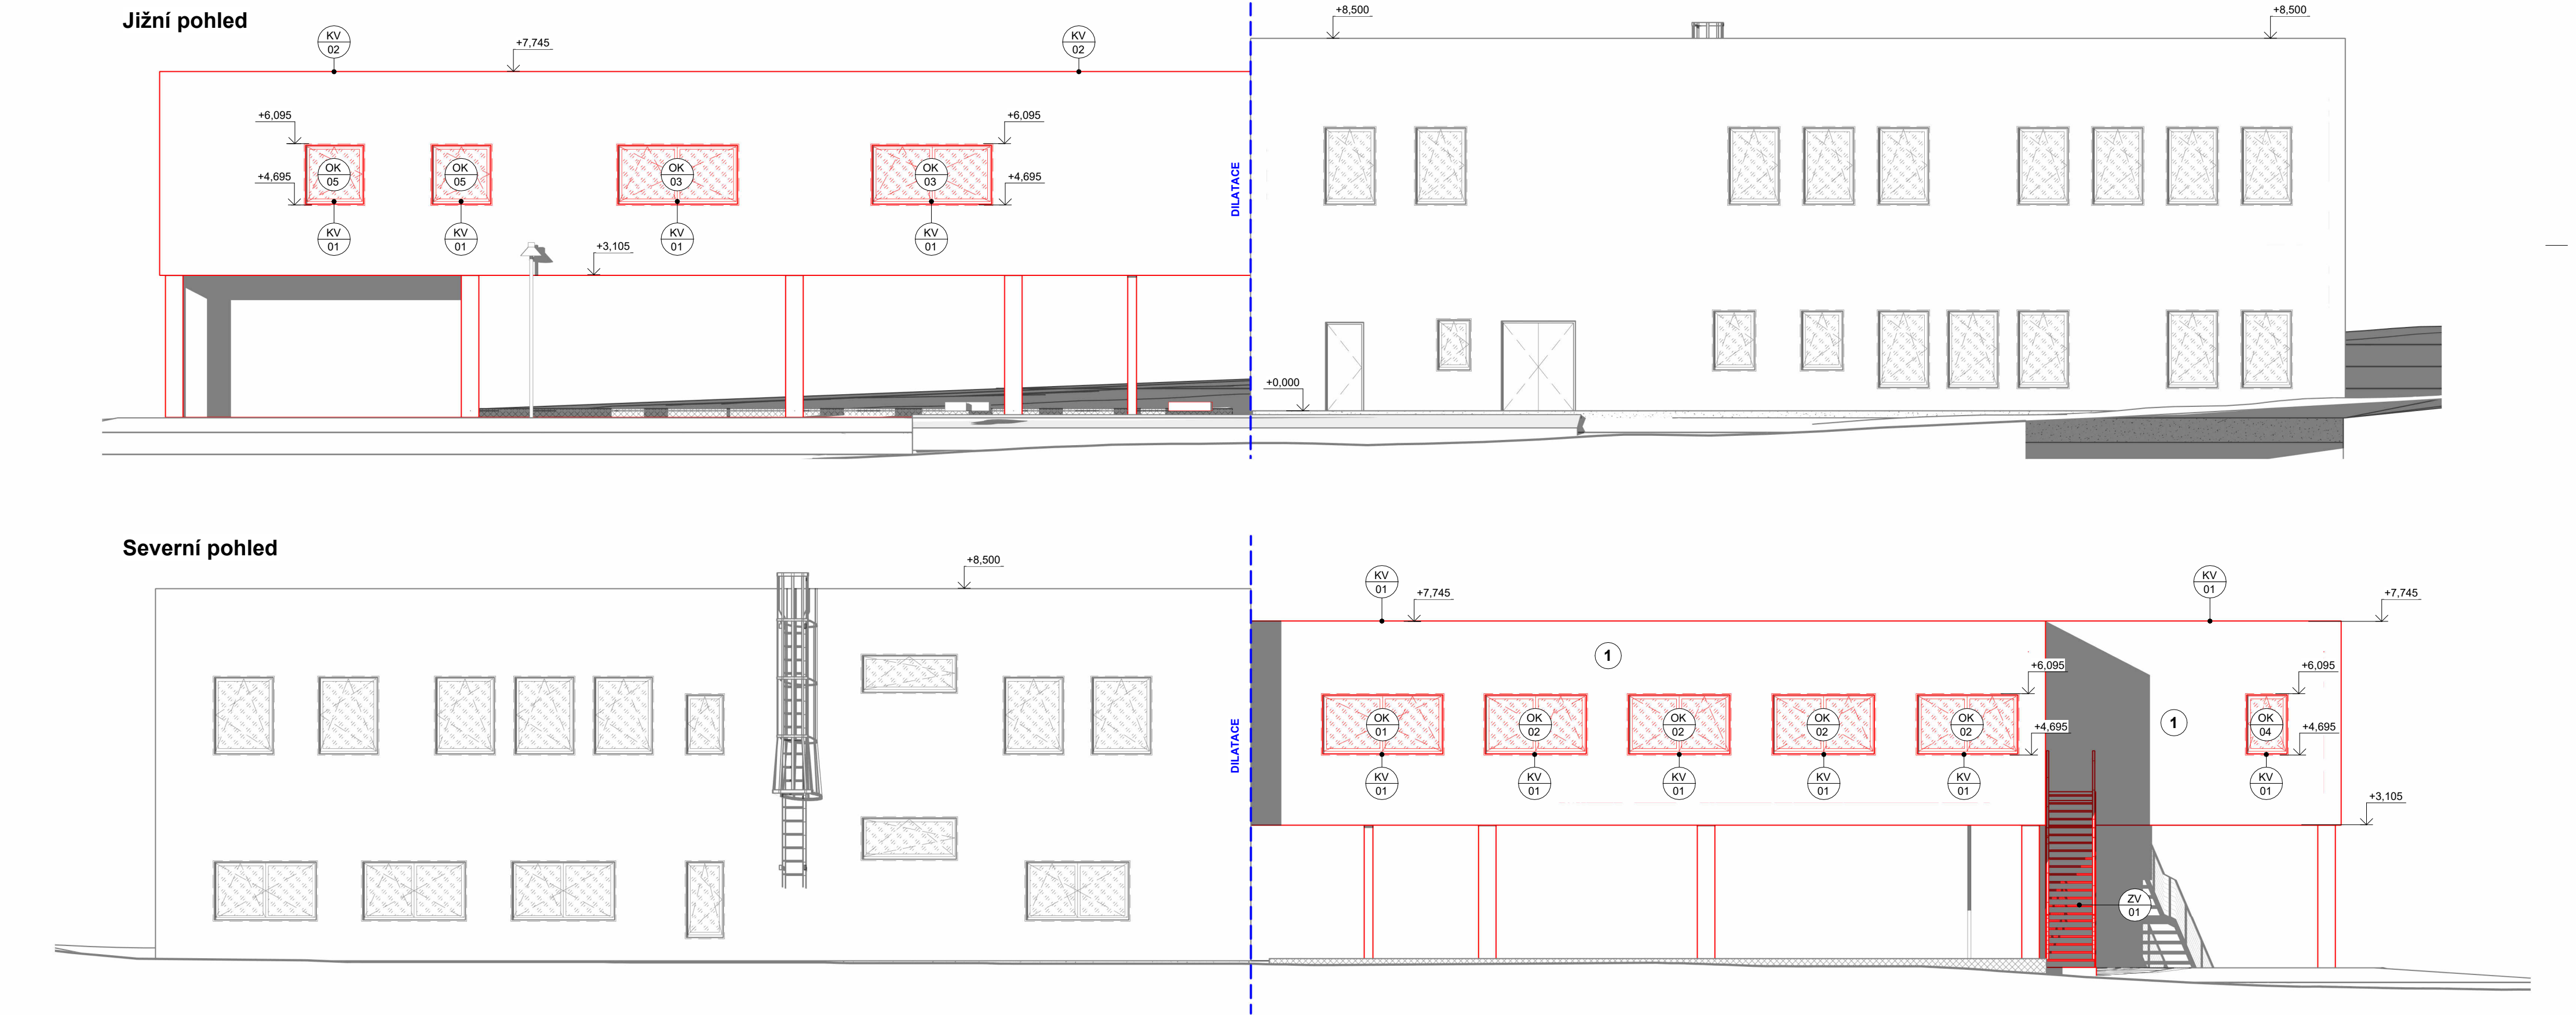 Jižní pohled
+8,500
+8,500
KV
02
KV
02
+7,745
+6,095
+6,095
OK
05
OK
05
OK
03
OK
03
+4,695
+4,695
DILATACE
KV
01
KV
01
KV
01
KV
01
+3,105
+0,000
Severní pohled
+8,500
KV
01
KV
01
+7,745
+7,745
1
+6,095
+6,095
DILATACE
OK
01
OK
02
OK
02
OK
02
OK
02
1
OK
04
+4,695
+4,695
KV
01
KV
01
KV
01
KV
01
KV
01
KV
01
+3,105
ZV
01